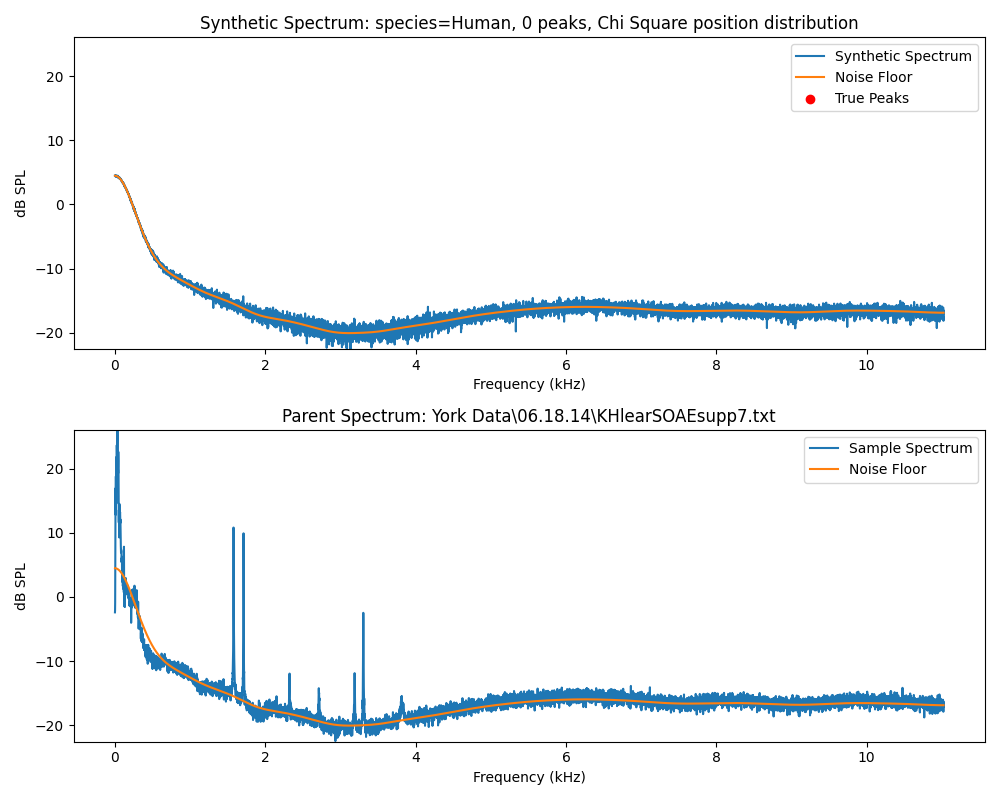 Synthetic Spectrum: species=Human, 0 peaks, Chi Square position distribution
dB SPL
20
10
0
−10
−20
Synthetic Spectrum
Noise Floor
True Peaks
0 2 4 6 8 10
Frequency (kHz)
Parent Spectrum: York Data\06.18.14\KHlearSOAEsupp7.txt
dB SPL
20
10
0
−10
−20
Sample Spectrum
Noise Floor
0 2 4 6 8 10
Frequency (kHz)